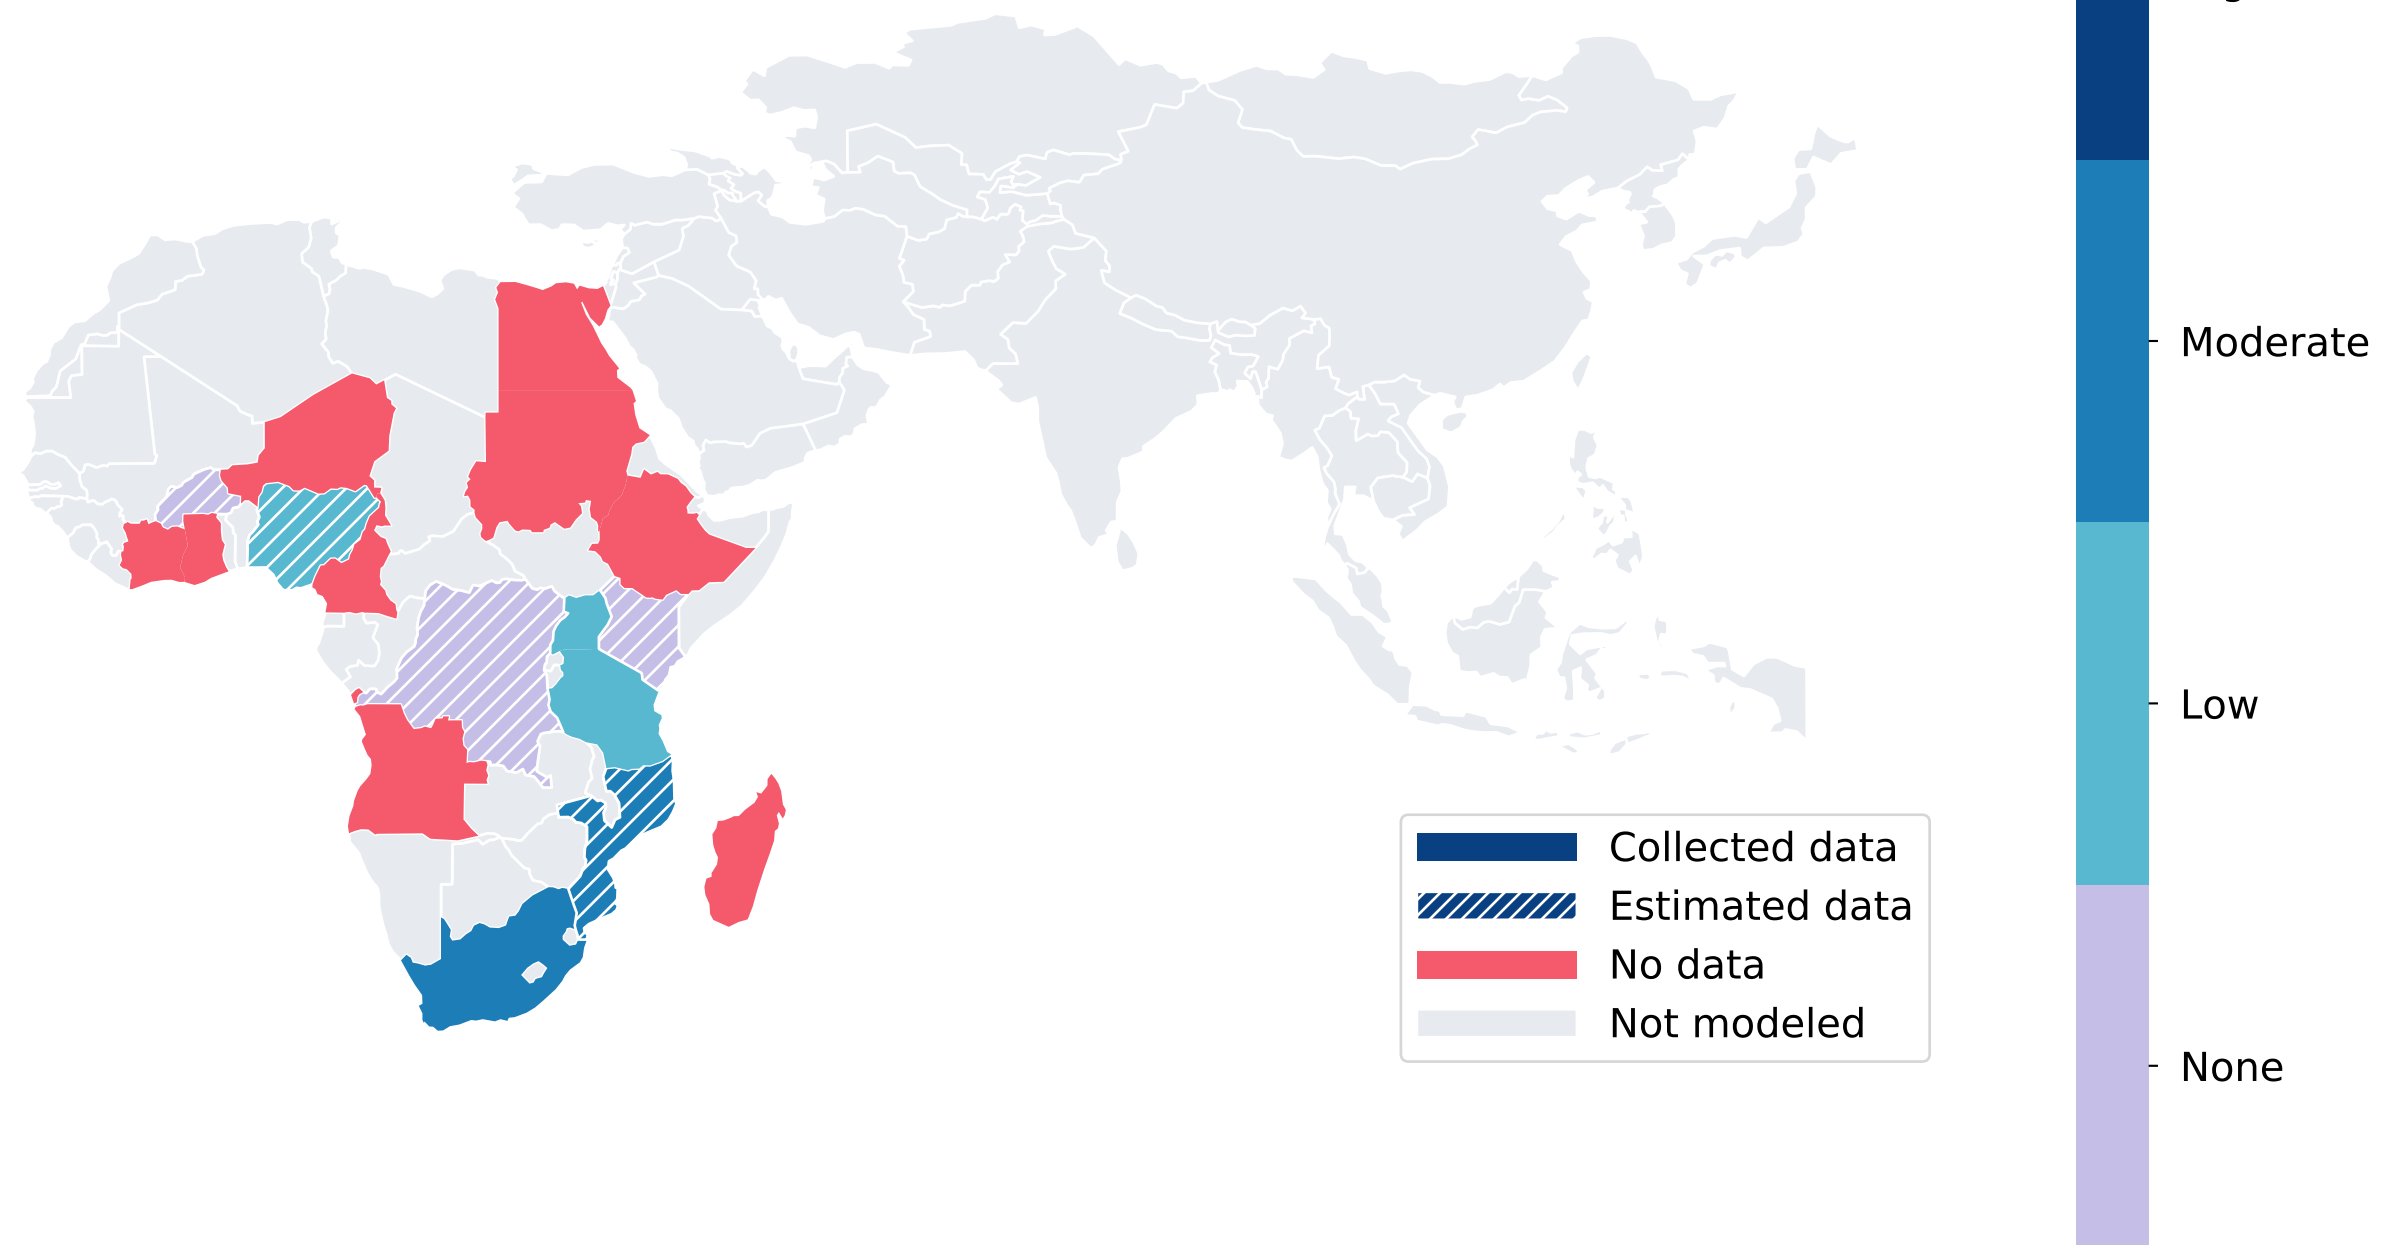 Moderate
Low
None
Collected data
Estimated data
No data
Not modeled